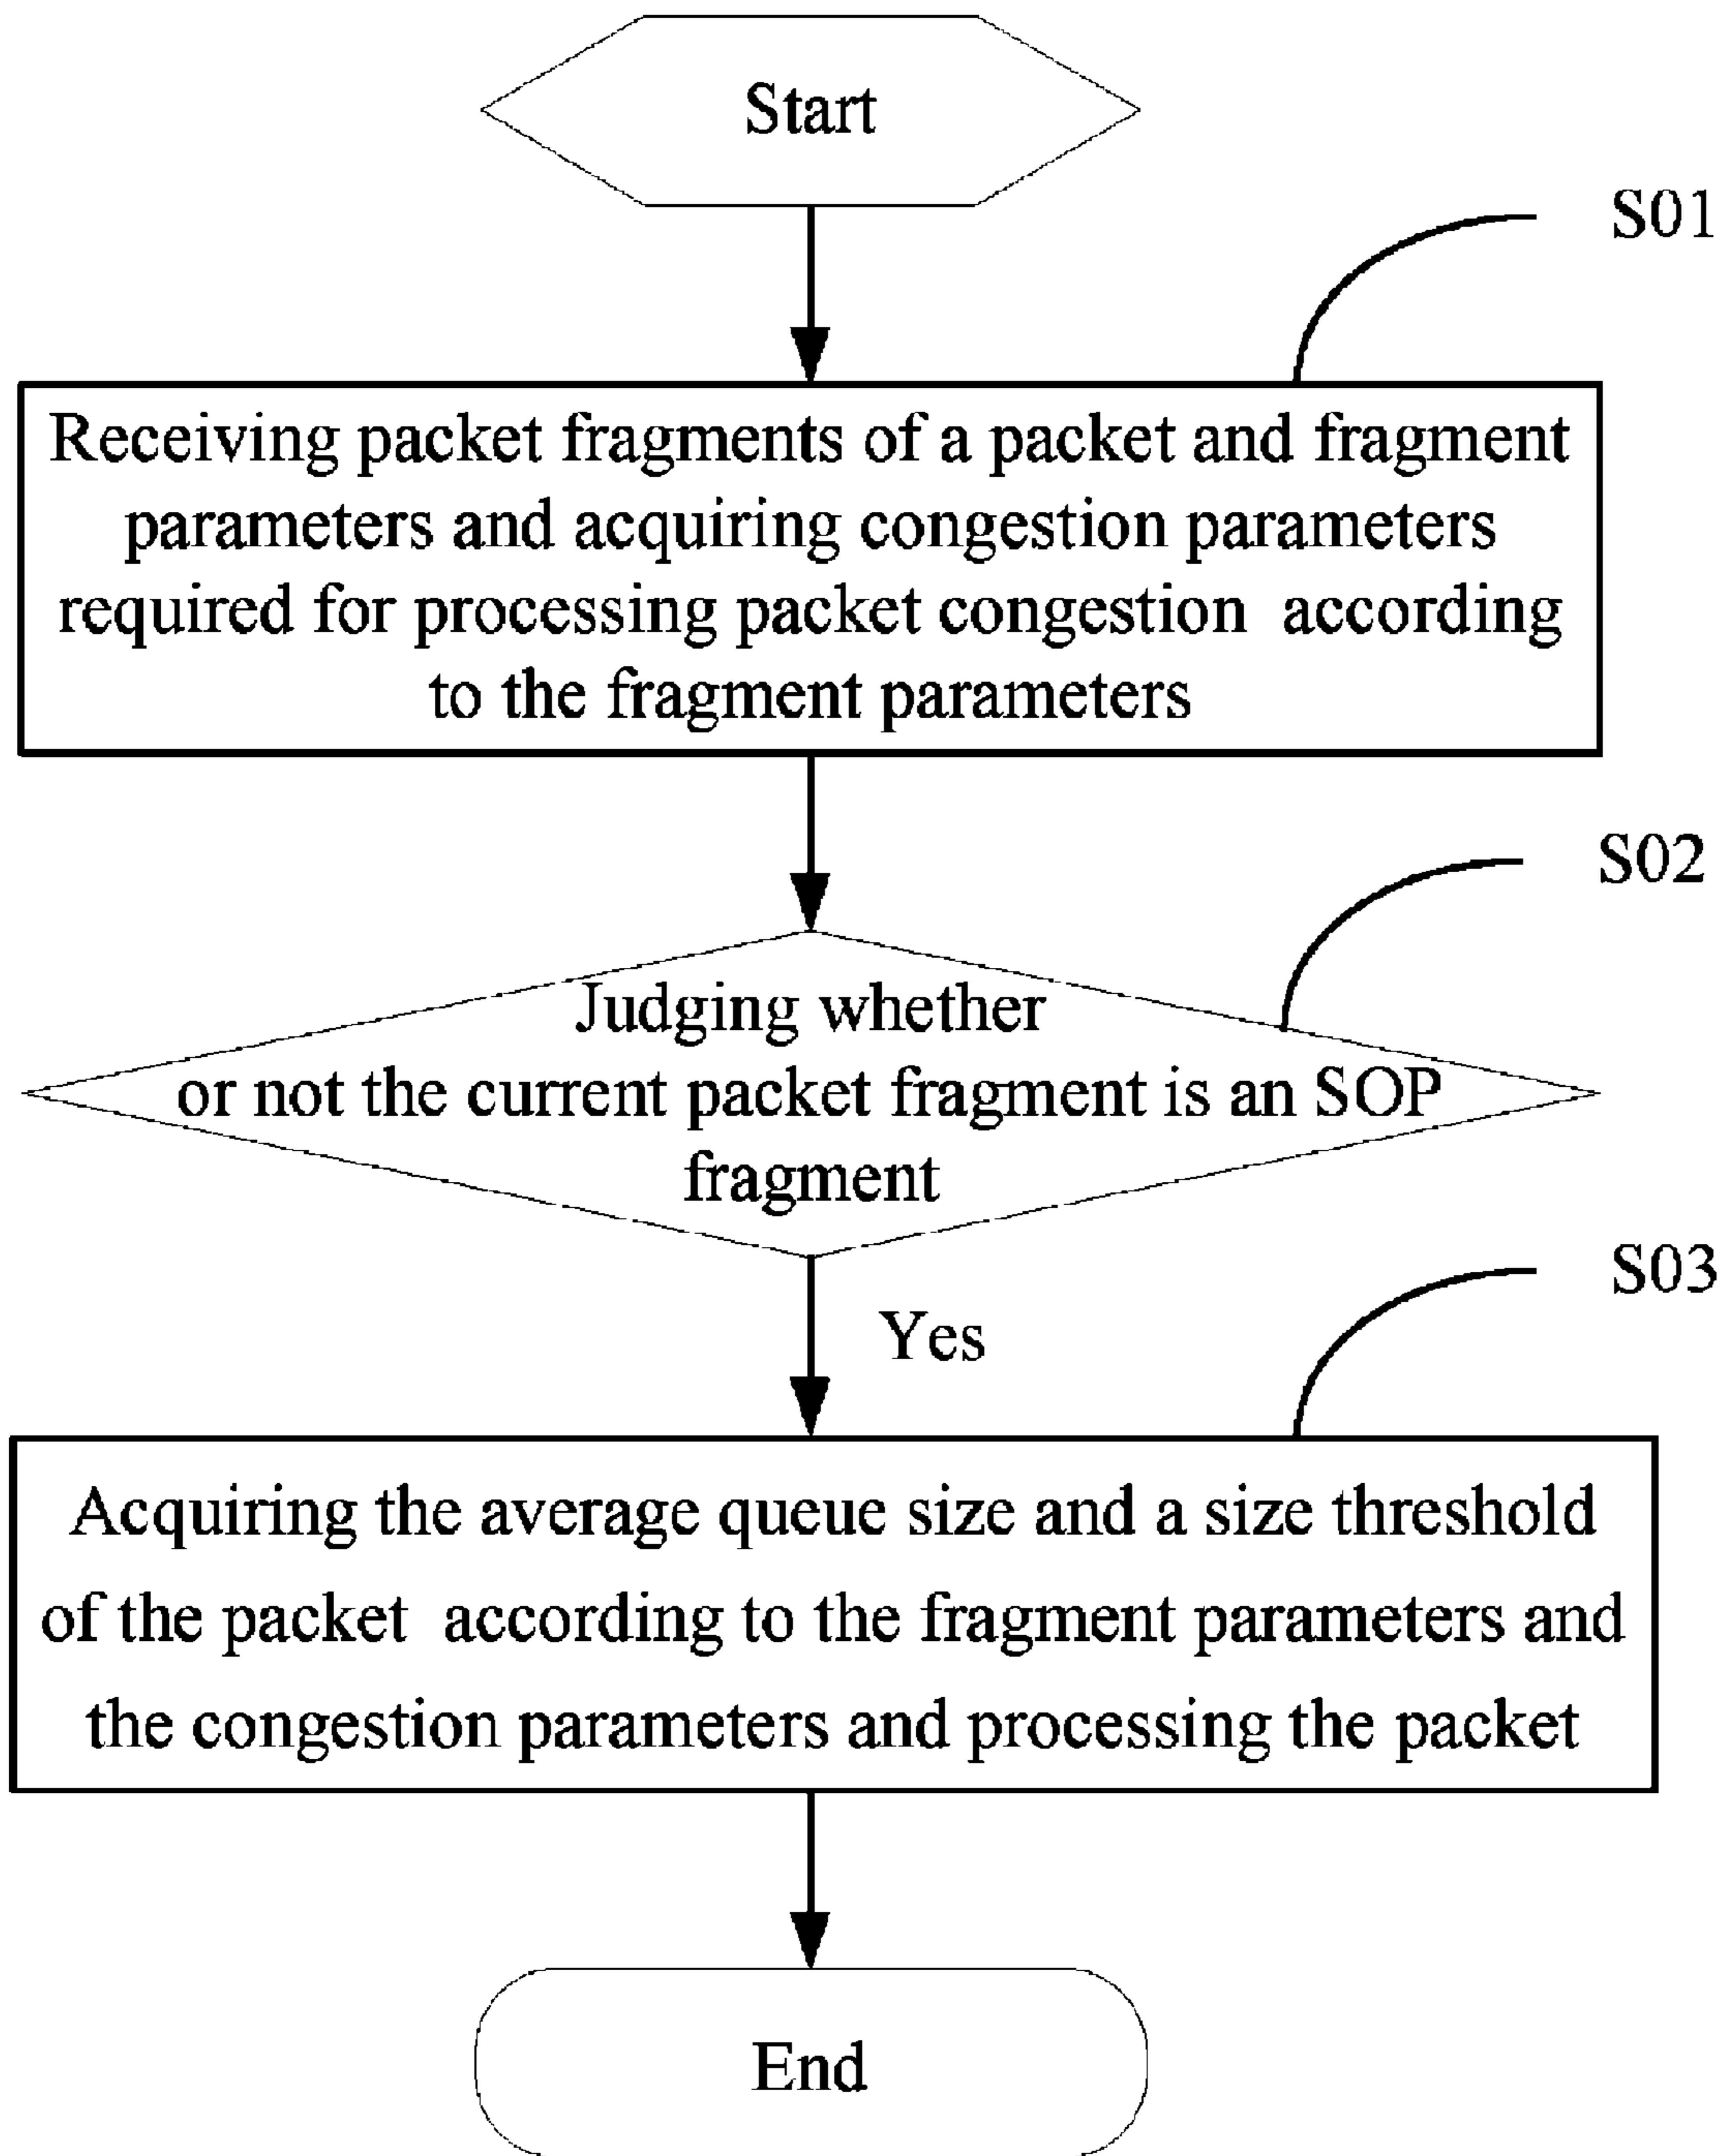 Start
S01
Receiving packet fragments of a packet and fragment
parameters and acquiring congestion parameters
required for processing packet congestion according
to the fragment parameters
S02
Judging whether
or not the current packet fragment is an SOP
fragment
S03
Yes
Acquiring the average queue size and a size threshold
of the packet according to the fragment parameters and
the congestion parameters and processing the packet
End